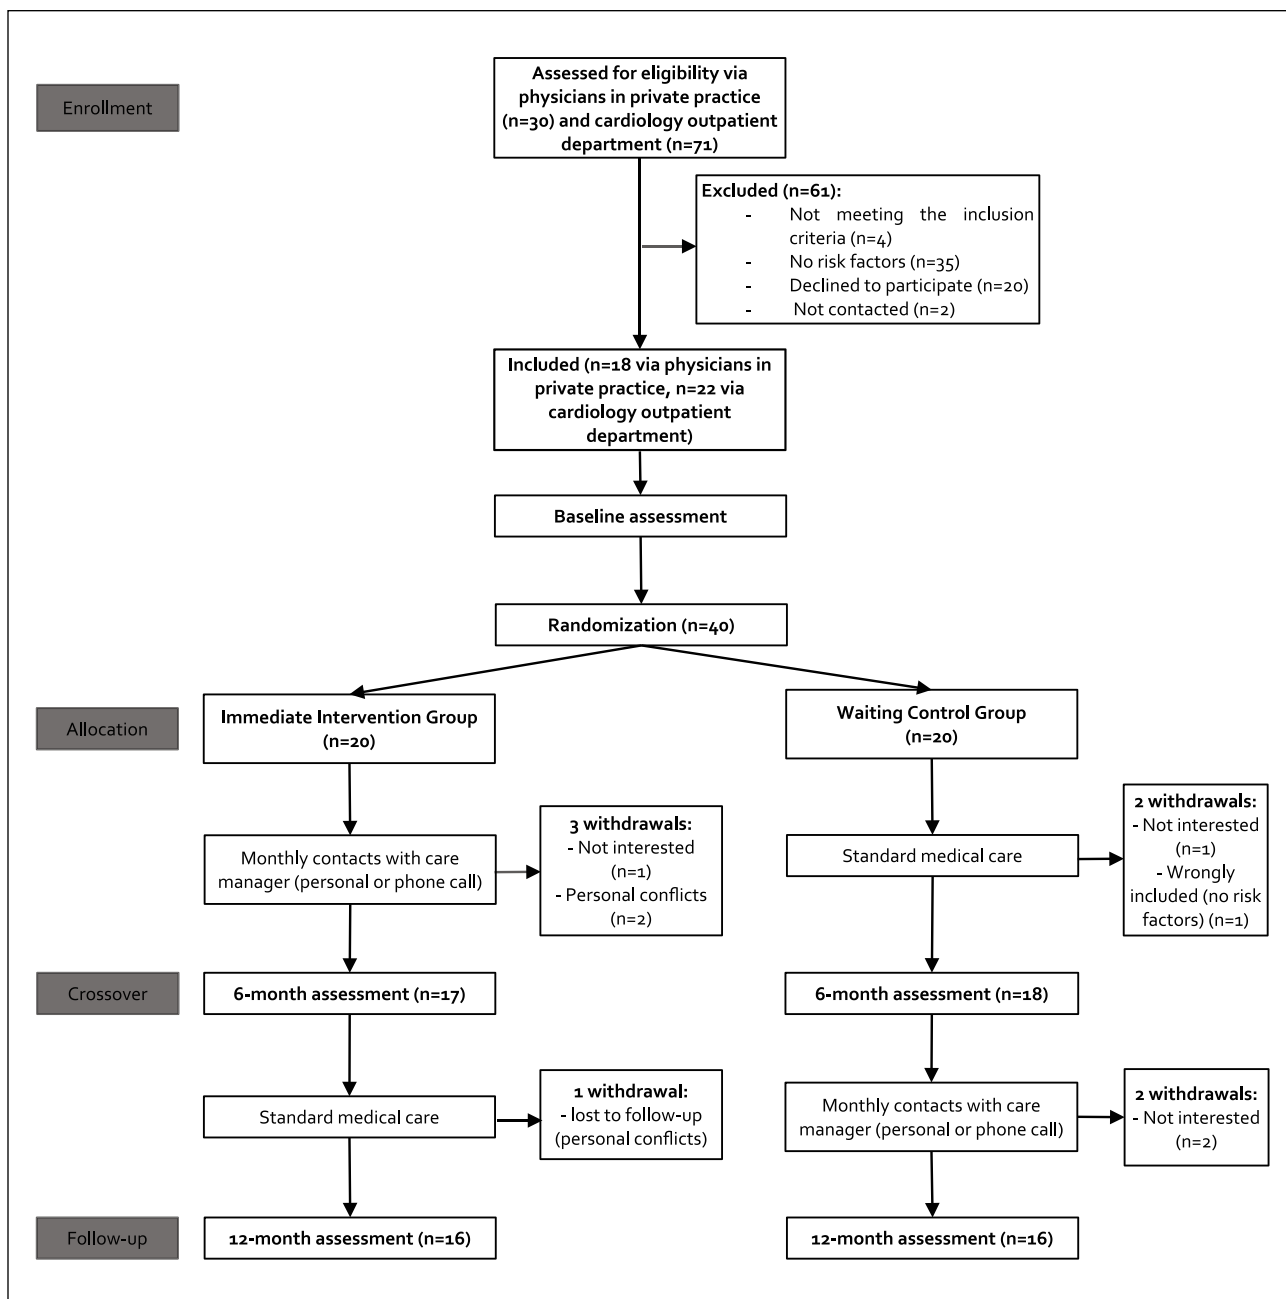 Enrollment
Assessed for eligibility via
physicians in private practice
(n=30) and cardiology outpatient
department (n=71)
Excluded (n=61):
- Not meeting the inclusion
criteria (n=4)
- No risk factors (n=35)
- Declined to participate (n=20)
- Not contacted (n=2)
Included (n=18 via physicians in
private practice, n=22 via
cardiology outpatient
department)
Baseline assessment
Randomization (n=40)
Allocation
Immediate Intervention Group
(n=20)
Waiting Control Group
(n=20)
Monthly contacts with care
manager (personal or phone call)
3 withdrawals:
- Not interested
(n=1)
- Personal conflicts
(n=2)
Standard medical care
2 withdrawals:
- Not interested
(n=1)
- Wrongly
included (no risk
factors) (n=1)
Crossover
6-month assessment (n=17)
6-month assessment (n=18)
Standard medical care
1 withdrawal:
- lost to follow-up
(personal conflicts)
Monthly contacts with care
manager (personal or phone call)
2 withdrawals:
- Not interested
(n=2)
Follow-up
12-month assessment (n=16)
12-month assessment (n=16)